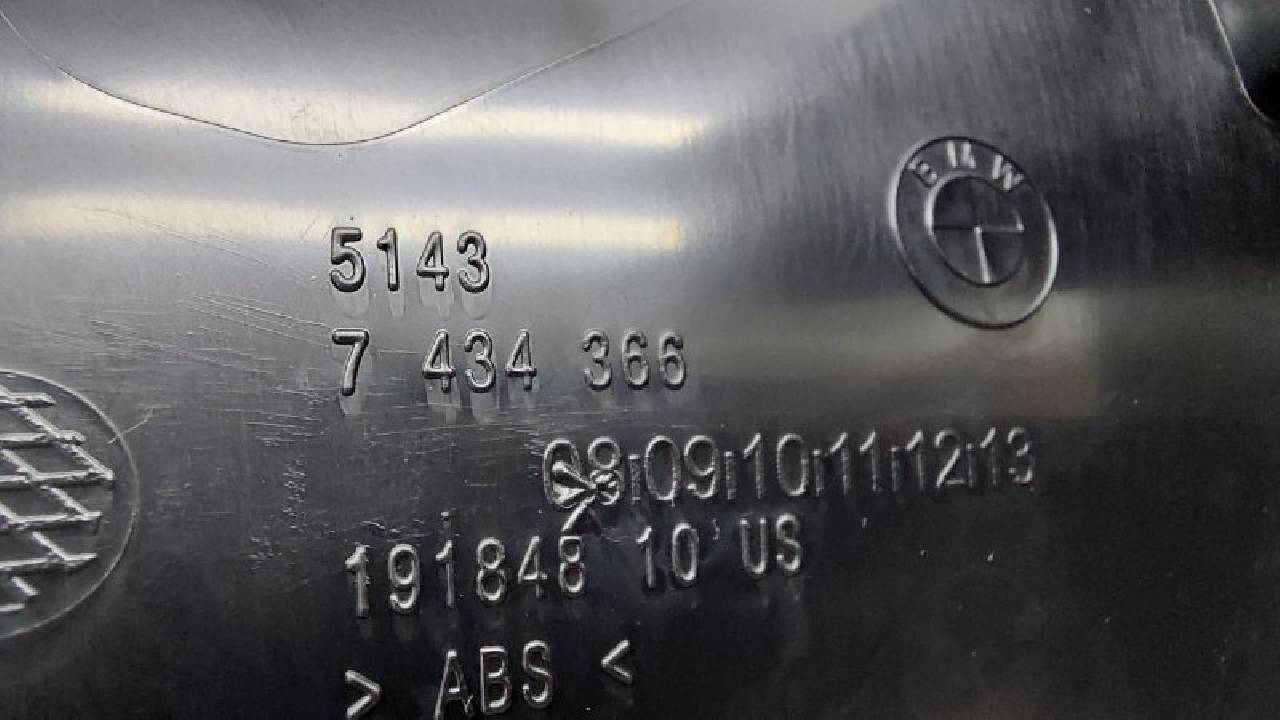 BMW
5143
7 434 366
08|09|10|11|12|13
191848 10 US
> ABS <